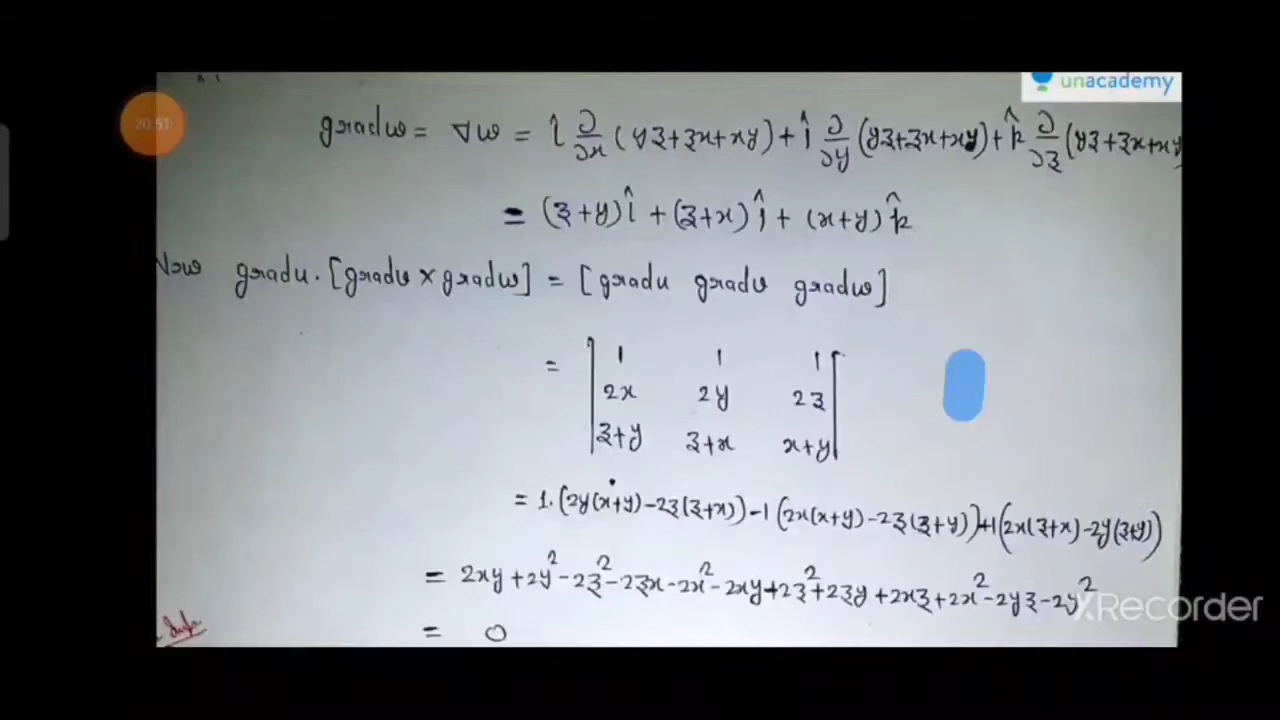 unacademy
20:51
grad w = ∇w = î ∂/∂x (yz+zx+xy) + ĵ ∂/∂y (yz+zx+xy) + k̂ ∂/∂z (yz+zx+xy
= (z+y) î + (z+x) ĵ + (x+y) k̂
Now grad u . [grad v × grad w] = [grad u grad v grad w]
= | 1 1 1 |
| 2x 2y 2z |
| z+y z+x x+y |
= 1.(2y(x+y) - 2z(z+x)) - 1(2x(x+y) - 2z(z+y)) + 1(2x(z+x) - 2y(z+y))
= 2xy + 2y² - 2z² - 2zx - 2x² - 2xy + 2z² + 2zy + 2xz + 2x² - 2yz - 2y²
XRecorder
= 0